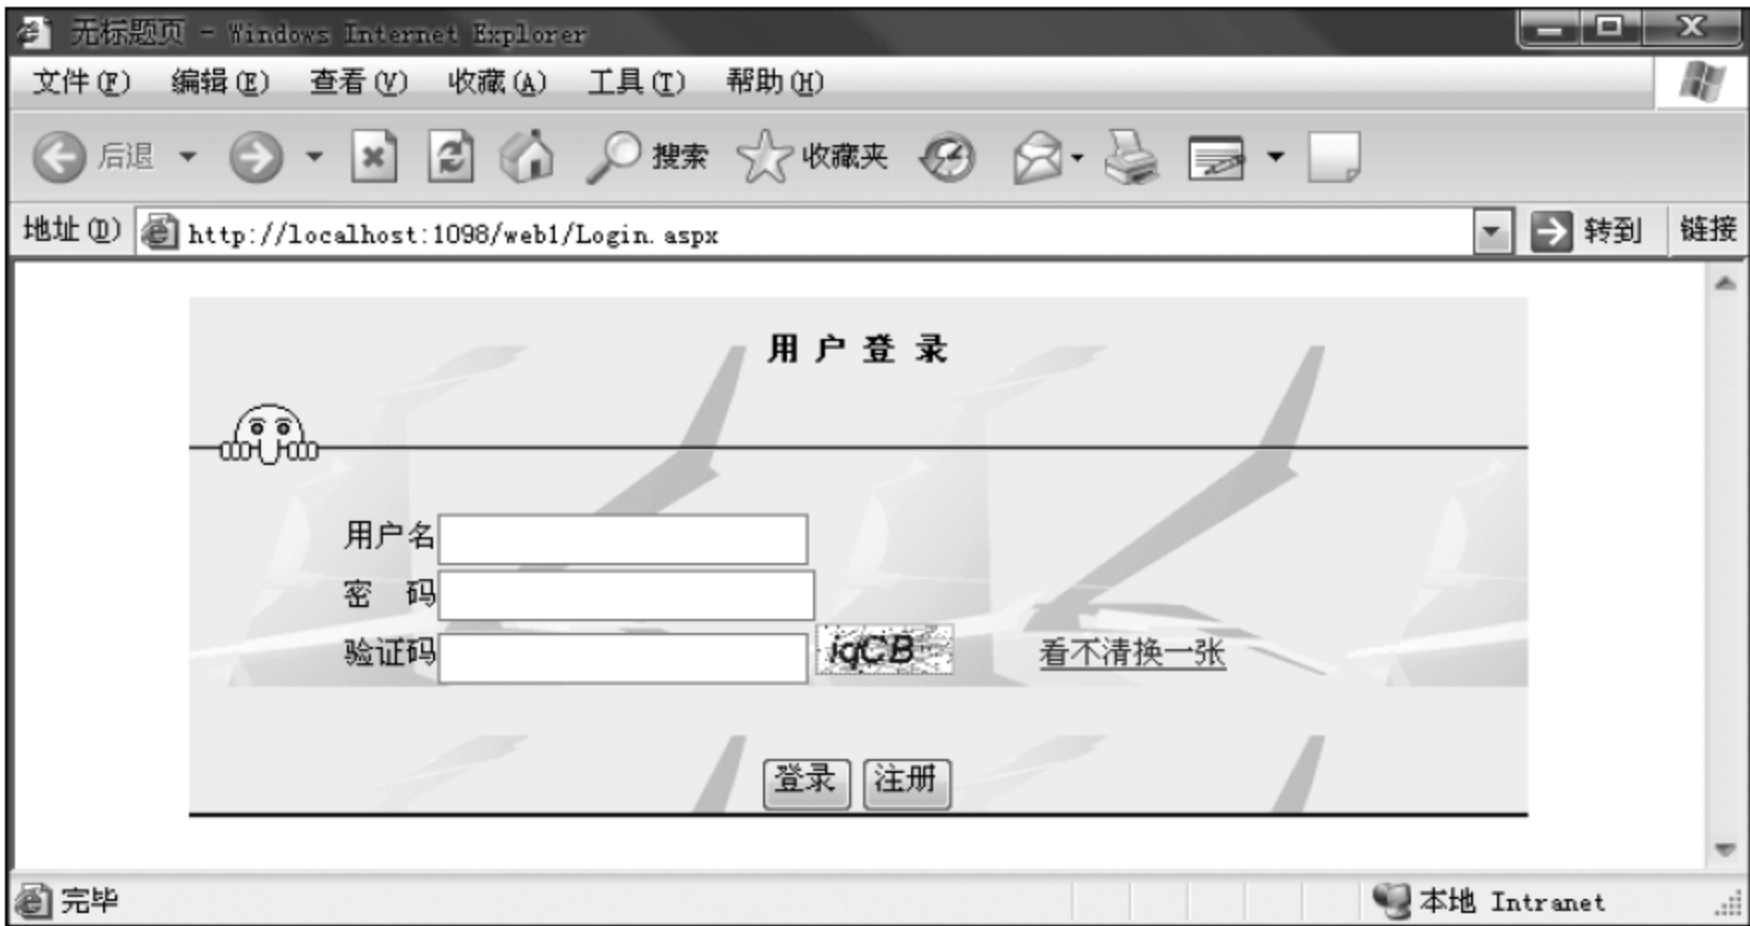 无标题页 - Windows Internet Explorer
文件(F) 编辑(E) 查看(V) 收藏(A) 工具(T) 帮助(H)
后退 搜索 收藏夹
地址(D) http://localhost:1098/web1/Login.aspx 转到 链接
用户登录
用户名
密 码
验证码 iqCB 看不清换一张
登录 注册
完毕 本地 Intranet